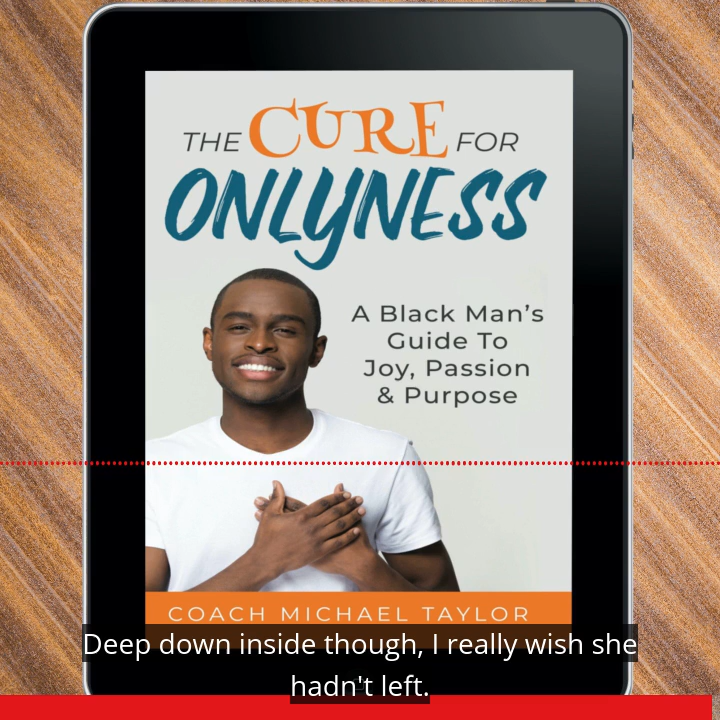 THE CURE FOR
ONLYNESS
A Black Man's
Guide To
Joy, Passion
& Purpose
COACH MICHAEL TAYLOR
Deep down inside though, I really wish she
hadn't left.